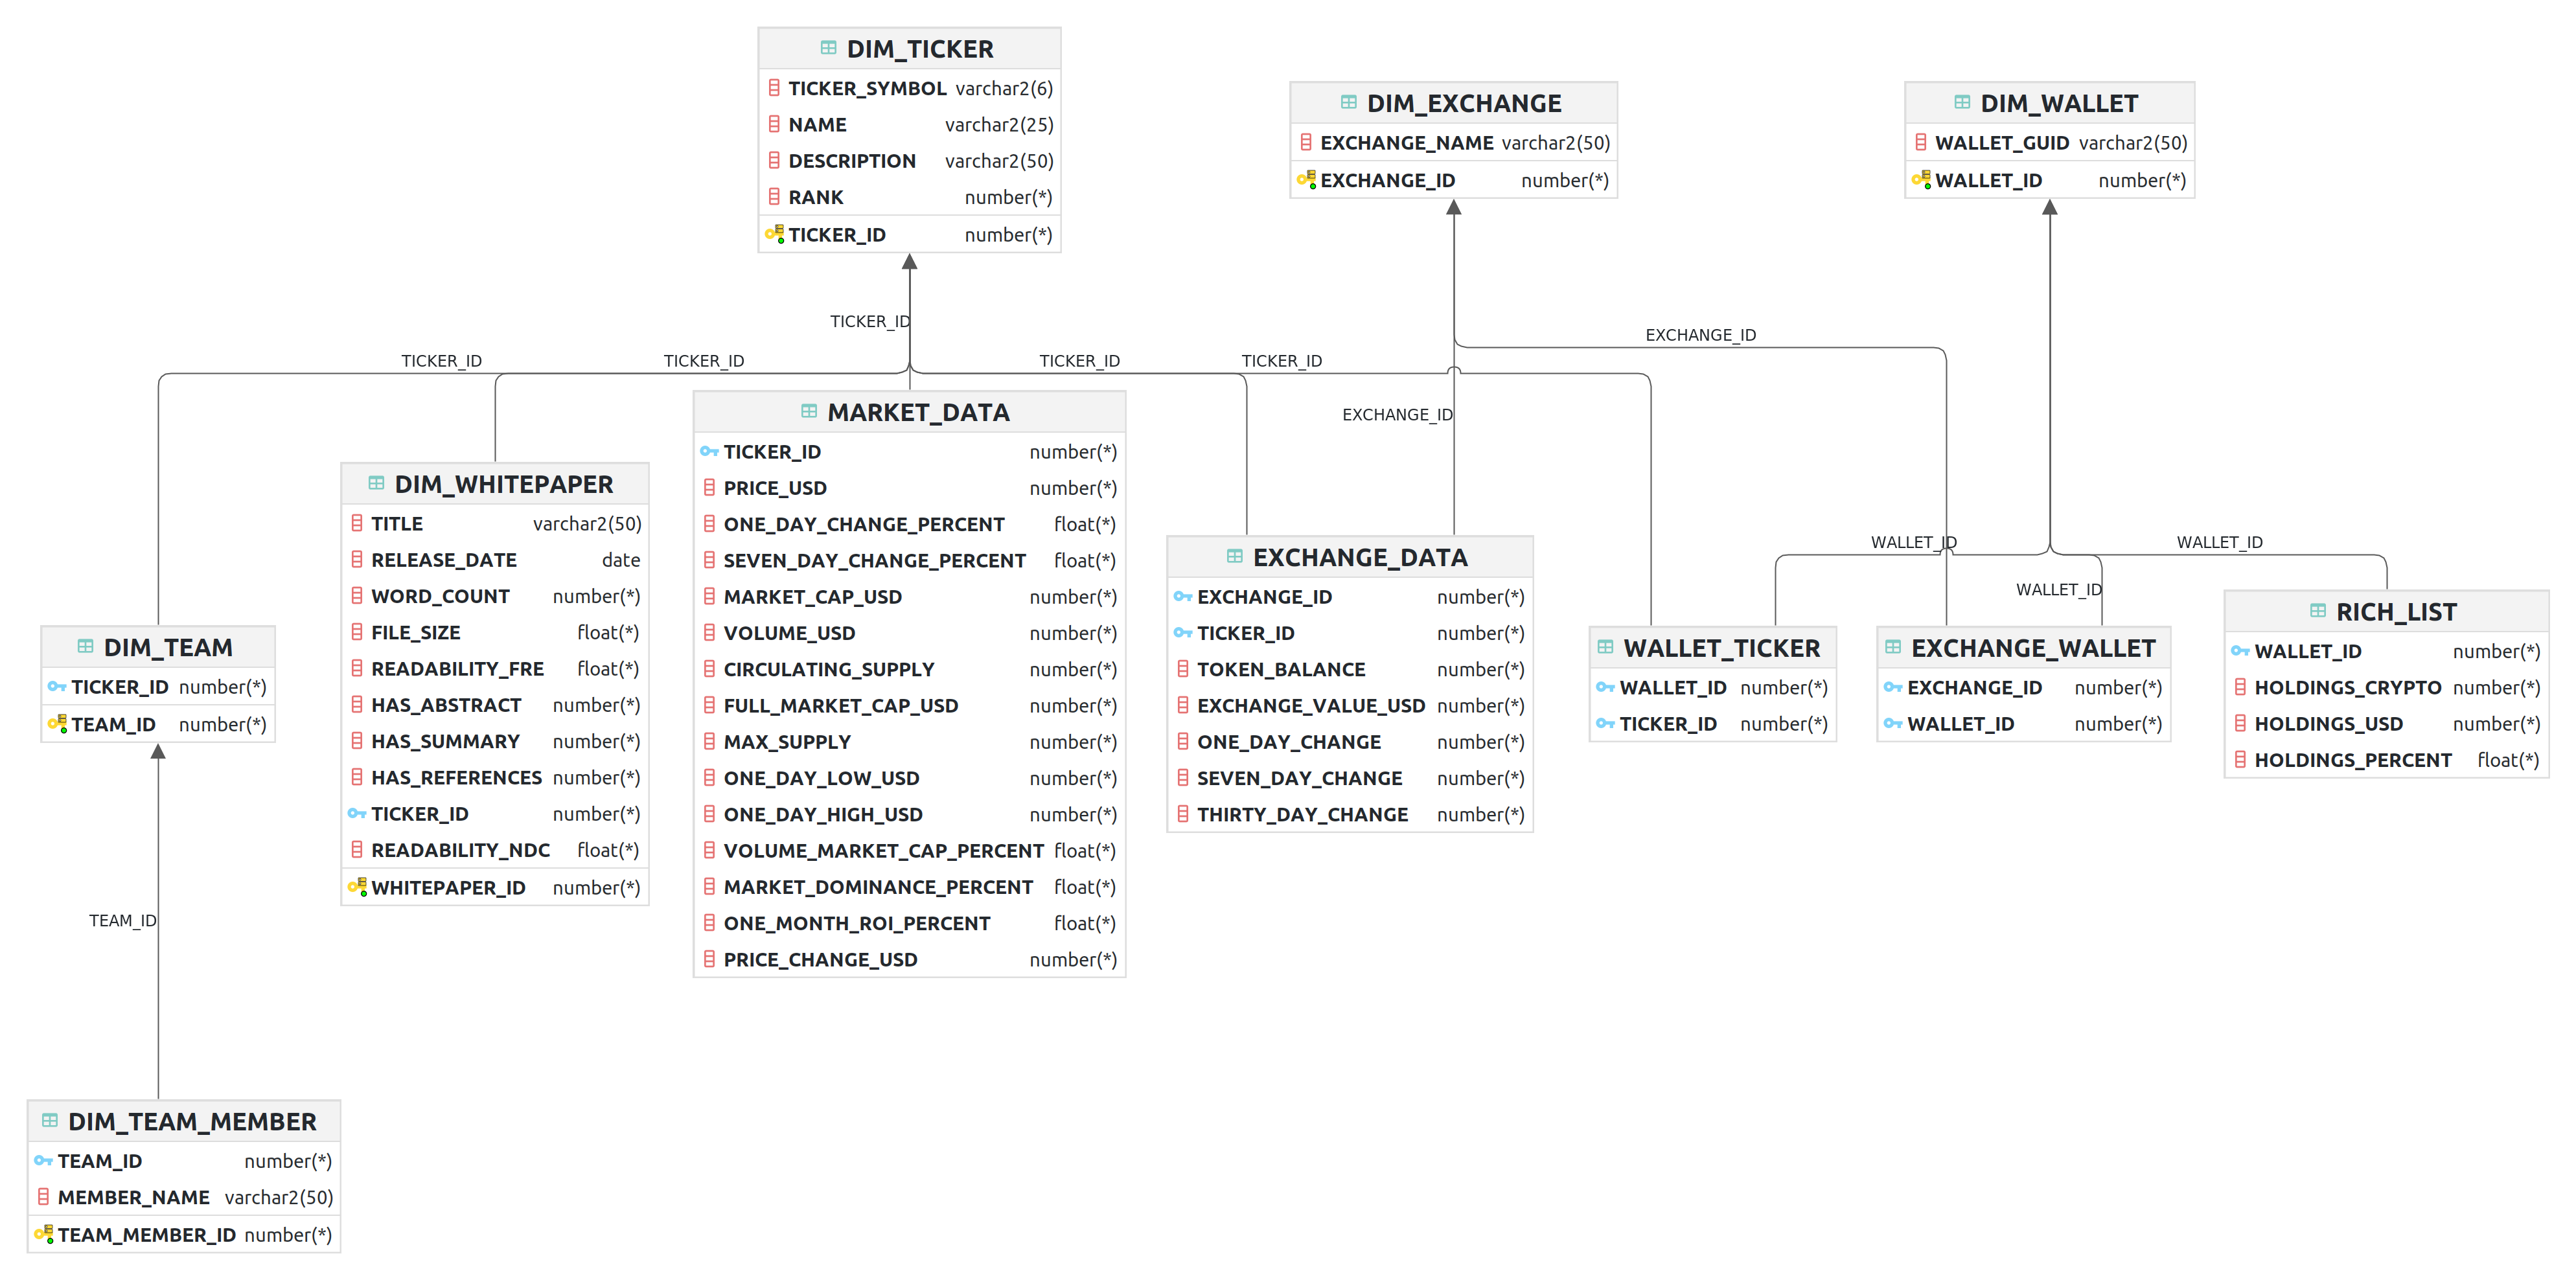 DIM_TICKER
TICKER_SYMBOL varchar2(6)
NAME varchar2(25)
DESCRIPTION varchar2(50)
RANK number(*)
TICKER_ID number(*)
DIM_EXCHANGE
EXCHANGE_NAME varchar2(50)
EXCHANGE_ID number(*)
DIM_WALLET
WALLET_GUID varchar2(50)
WALLET_ID number(*)
TICKER_ID
EXCHANGE_ID
TICKER_ID
TICKER_ID
TICKER_ID
TICKER_ID
EXCHANGE_ID
WALLET_ID
WALLET_ID
WALLET_ID
DIM_TEAM
TICKER_ID number(*)
TEAM_ID number(*)
DIM_WHITEPAPER
TITLE varchar2(50)
RELEASE_DATE date
WORD_COUNT number(*)
FILE_SIZE float(*)
READABILITY_FRE float(*)
HAS_ABSTRACT number(*)
HAS_SUMMARY number(*)
HAS_REFERENCES number(*)
TICKER_ID number(*)
READABILITY_NDC float(*)
WHITEPAPER_ID number(*)
MARKET_DATA
TICKER_ID number(*)
PRICE_USD number(*)
ONE_DAY_CHANGE_PERCENT float(*)
SEVEN_DAY_CHANGE_PERCENT float(*)
MARKET_CAP_USD number(*)
VOLUME_USD number(*)
CIRCULATING_SUPPLY number(*)
FULL_MARKET_CAP_USD number(*)
MAX_SUPPLY number(*)
ONE_DAY_LOW_USD number(*)
ONE_DAY_HIGH_USD number(*)
VOLUME_MARKET_CAP_PERCENT float(*)
MARKET_DOMINANCE_PERCENT float(*)
ONE_MONTH_ROI_PERCENT float(*)
PRICE_CHANGE_USD number(*)
EXCHANGE_DATA
EXCHANGE_ID number(*)
TICKER_ID number(*)
TOKEN_BALANCE number(*)
EXCHANGE_VALUE_USD number(*)
ONE_DAY_CHANGE number(*)
SEVEN_DAY_CHANGE number(*)
THIRTY_DAY_CHANGE number(*)
WALLET_TICKER
WALLET_ID number(*)
TICKER_ID number(*)
EXCHANGE_WALLET
EXCHANGE_ID number(*)
WALLET_ID number(*)
RICH_LIST
WALLET_ID number(*)
HOLDINGS_CRYPTO number(*)
HOLDINGS_USD number(*)
HOLDINGS_PERCENT float(*)
TEAM_ID
DIM_TEAM_MEMBER
TEAM_ID number(*)
MEMBER_NAME varchar2(50)
TEAM_MEMBER_ID number(*)